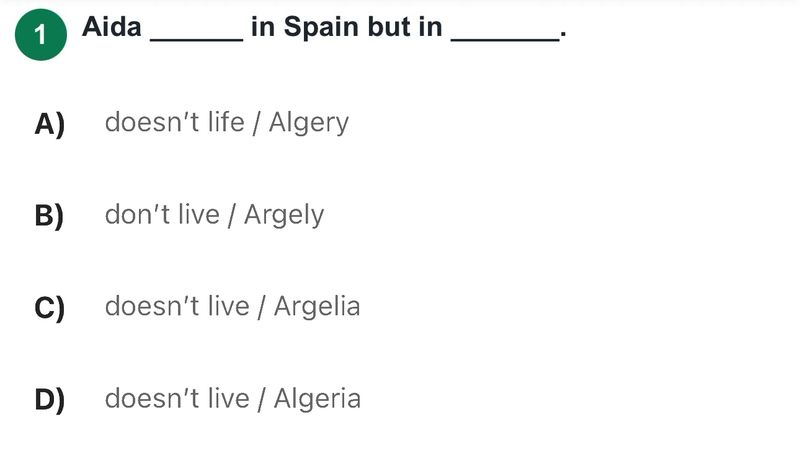 1 Aida ______ in Spain but in _______.
A) doesn't life / Algery
B) don't live / Argely
C) doesn't live / Argelia
D) doesn't live / Algeria